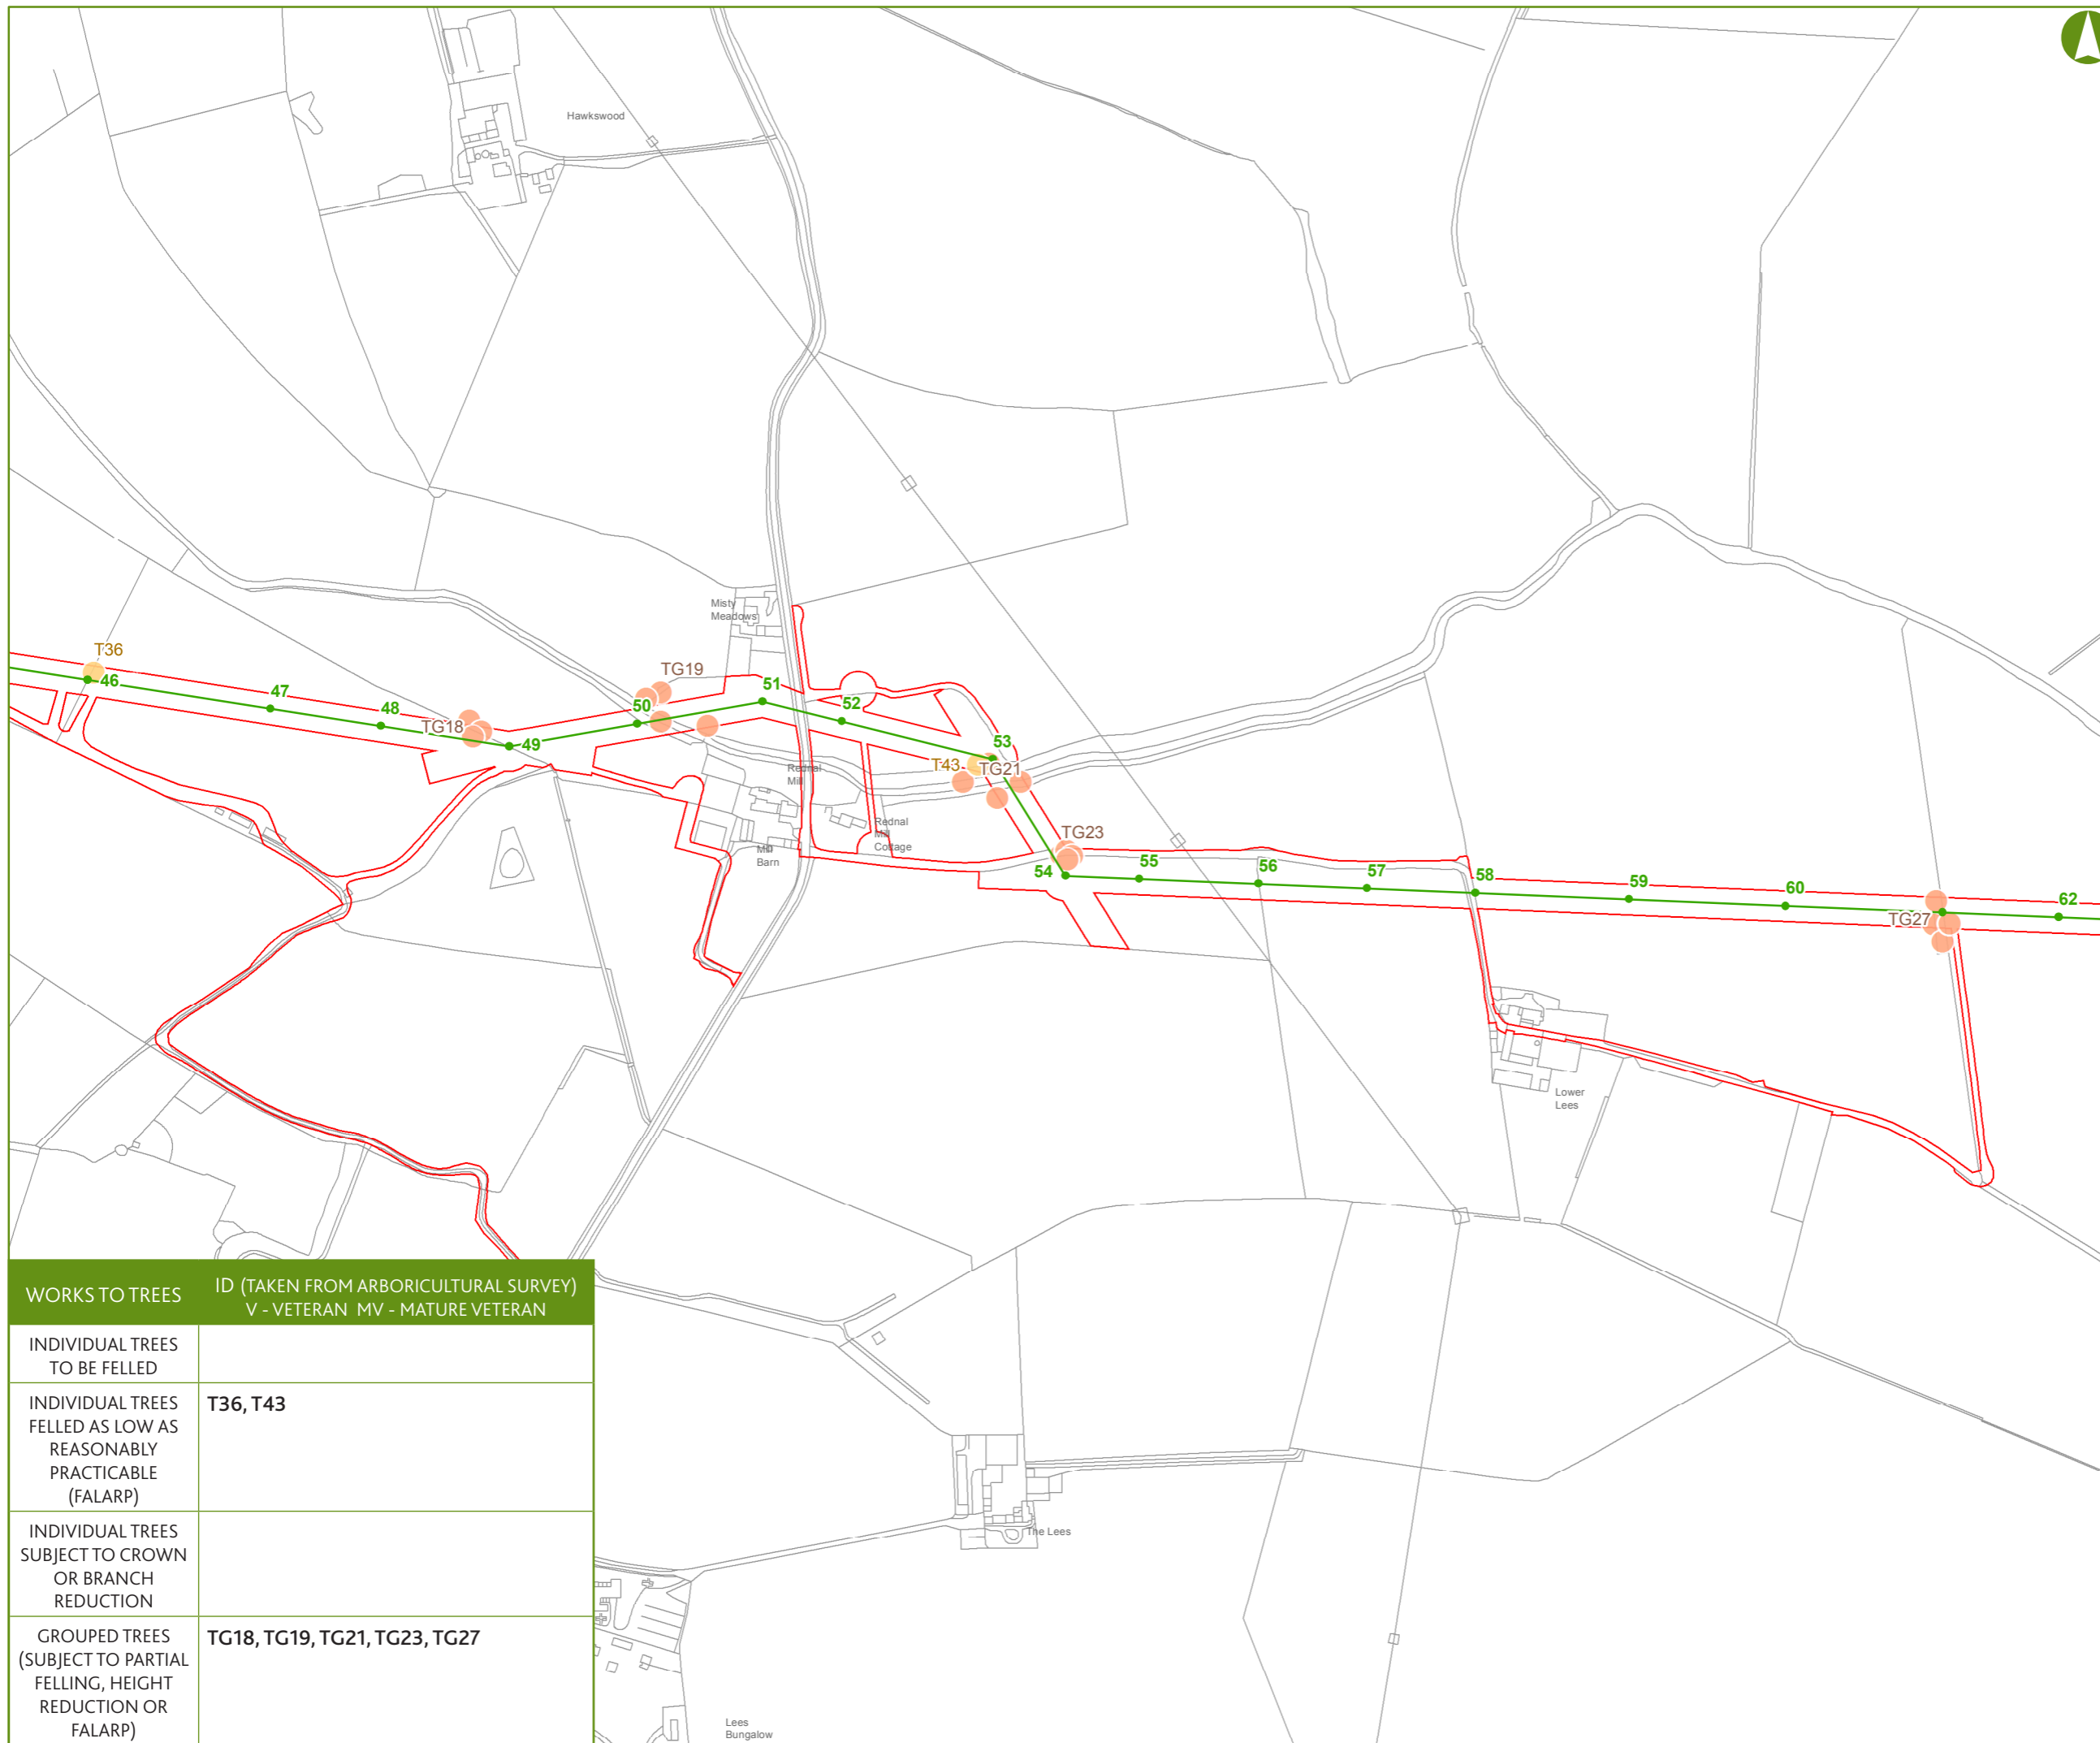 Hawkswood
Misty
Meadows
T36
46
47
48
TG18
49
TG19
50
51
52
53
T43
TG21
Rednal
Mill
Rednal
Mill
Cottage
Mill
Barn
TG23
54
55
56
57
58
59
60
TG27
62
Lower
Lees
The Lees
Lees
Bungalow
WORKS TO TREES
ID (TAKEN FROM ARBORICULTURAL SURVEY)
V - VETERAN MV - MATURE VETERAN
INDIVIDUAL TREES
TO BE FELLED
INDIVIDUAL TREES
FELLED AS LOW AS
REASONABLY
PRACTICABLE
(FALARP)
T36, T43
INDIVIDUAL TREES
SUBJECT TO CROWN
OR BRANCH
REDUCTION
GROUPED TREES
(SUBJECT TO PARTIAL
FELLING, HEIGHT
REDUCTION OR
FALARP)
TG18, TG19, TG21, TG23, TG27